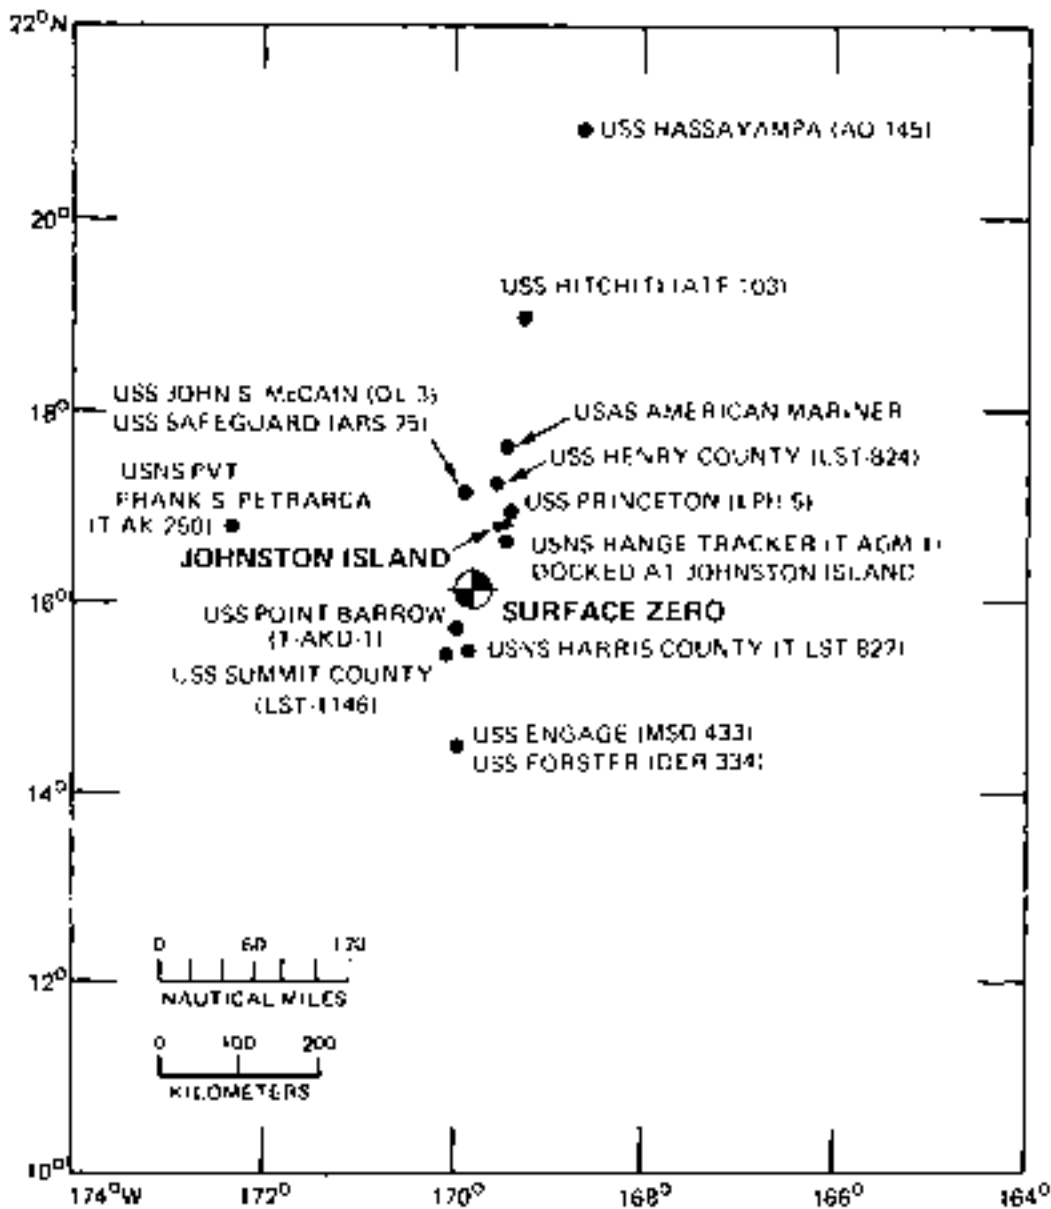 22°N
USS HASSAYAMPA (AO 145)
20°
USS HITCHITI (ATF 103)
USS JOHN S. McCAIN (DL 3)
18°
USAS AMERICAN MARINER
USS SAFEGUARD (ARS 25)
USS HENRY COUNTY (LST-824)
USNS PVT
FRANK S. PETRARCA
USS PRINCETON (LPH 5)
(T AK 250)
JOHNSTON ISLAND
USNS RANGE TRACKER (T AGM 1)
DOCKED AT JOHNSTON ISLAND
16°
USS POINT BARROW
SURFACE ZERO
(T-AKD-1)
USNS HARRIS COUNTY (T LST 822)
USS SUMMIT COUNTY
(LST-1146)
USS ENGAGE (MSO 433)
USS FORSTER (DER 334)
14°
0 60 120
12°
NAUTICAL MILES
0 100 200
KILOMETERS
10°
174°W 172° 170° 168° 166° 164°